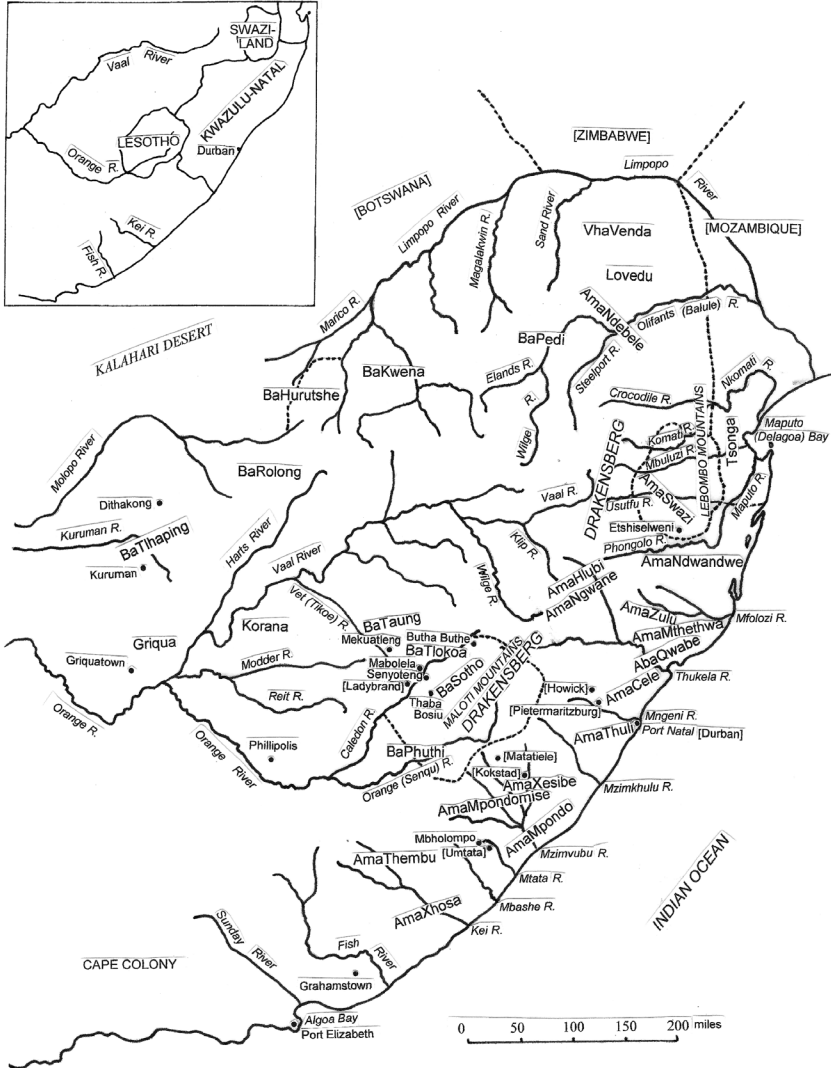 SWAZI-
LAND
Vaal River
KWAZULU-NATAL
LESOTHO
Durban
Orange R.
Kei R.
Fish R.
[ZIMBABWE]
Limpopo
River
[BOTSWANA]
Limpopo River
Magalakwin R.
Sand River
VhaVenda
[MOZAMBIQUE]
Lovedu
Marico R.
AmaNdebele
Olifants (Balule) R.
KALAHARI DESERT
BaPedi
BaKwena
Elands R.
Steelport R.
Nkomati R.
BaHurutshe
Crocodile R.
Wilge R.
Maputo
(Delagoa) Bay
Tsonga
LEBOMBO MOUNTAINS
Komati R.
Mbuluzi R.
DRAKENSBERG
Molopo River
BaRolong
AmaSwazi
Maputo R.
Dithakong
Vaal R.
Usutfu R.
Etshiselweni
Kuruman R.
BaTlhaping
Harts River
Klip R.
Phongolo R.
Kuruman
Vaal River
AmaNdwandwe
AmaHlubi
AmaNgwane
Wilge R.
Vet (Tikoe) R.
AmaZulu
Mfolozi R.
Korana
BaTaung
AmaMthethwa
Griqua
Mekuatleng
Butha Buthe
BaTlokoa
AbaQwabe
Griquatown
Modder R.
Mabolela
Senyoteng
[Ladybrand]
BaSotho
MALOTI MOUNTAINS
DRAKENSBERG
Thukela R.
AmaCele
[Howick]
Reit R.
Thaba
Bosiu
[Pietermaritzburg]
Orange R.
Mngeni R.
AmaThuli
Port Natal [Durban]
Caledon R.
Orange River
Phillipolis
BaPhuthi
[Matatiele]
Orange (Senqu) R.
[Kokstad]
AmaXesibe
Mzimkhulu R.
AmaMpondomise
AmaMpondo
Mbholompo
[Umtata]
AmaThembu
Mzimvubu R.
Mtata R.
INDIAN OCEAN
AmaXhosa
Mbashe R.
Kei R.
Sunday River
Fish River
CAPE COLONY
Grahamstown
Algoa Bay
Port Elizabeth
0 50 100 150 200 miles